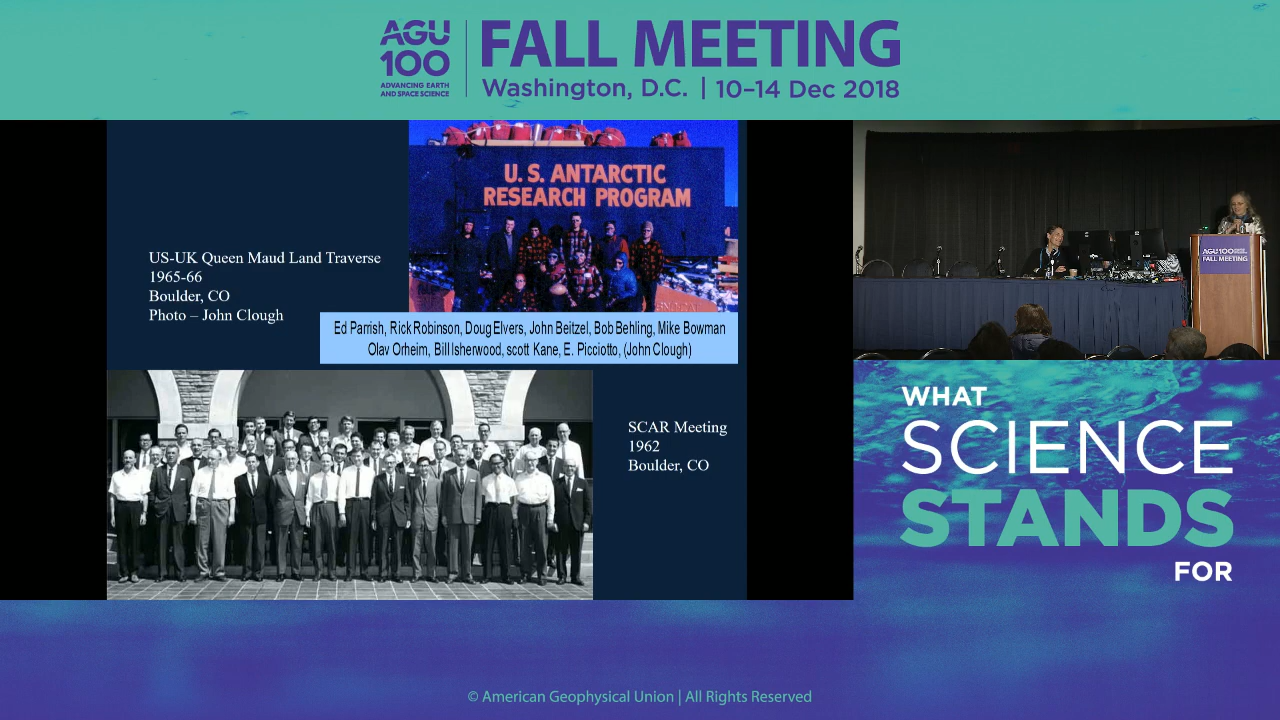 AGU
100
ADVANCING EARTH
AND SPACE SCIENCE
FALL MEETING
Washington, D.C. | 10–14 Dec 2018
U. S. ANTARCTIC
RESEARCH PROGRAM
US-UK Queen Maud Land Traverse
1965-66
Boulder, CO
Photo – John Clough
Ed Parrish, Rick Robinson, Doug Elvers, John Beitzel, Bob Behling, Mike Bowman
Olav Orheim, Bill Isherwood, scott Kane, E. Picciotto, (John Clough)
SCAR Meeting
1962
Boulder, CO
AGU100
FALL MEETING
WHAT
SCIENCE
STANDS
FOR
© American Geophysical Union | All Rights Reserved